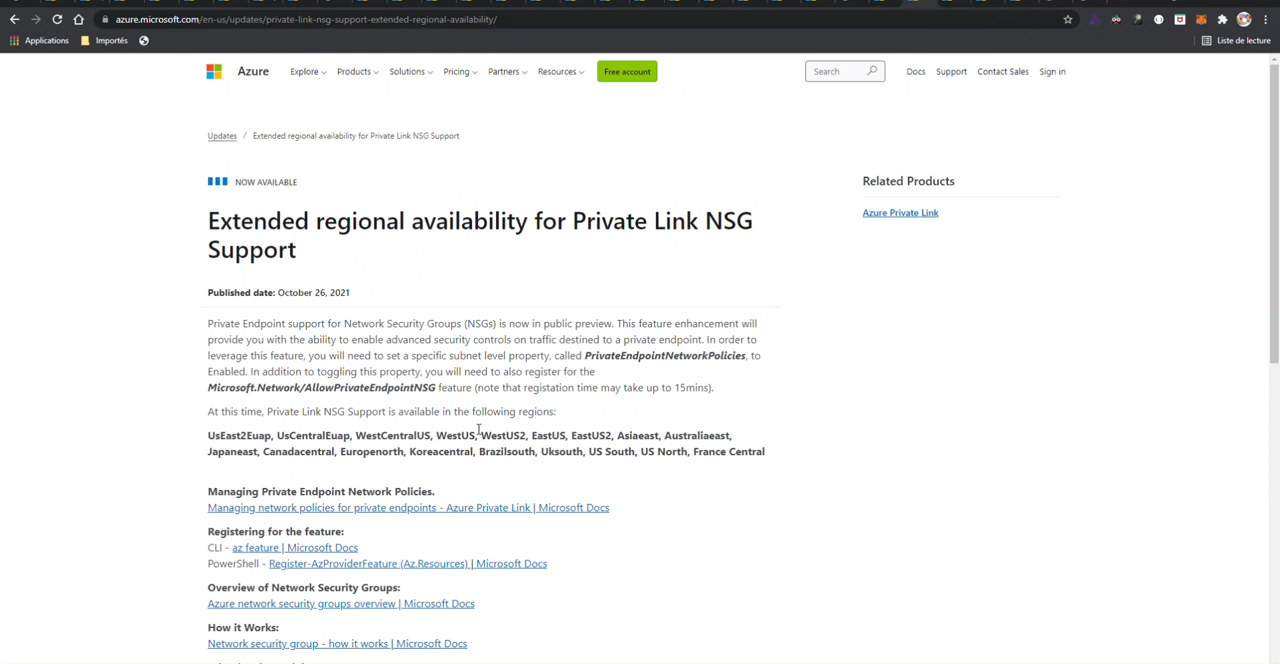 azure.microsoft.com/en-us/updates/private-link-nsg-support-extended-regional-availability/
Applications Importés Liste de lecture
Azure Explore Products Solutions Pricing Partners Resources Free account Search Docs Support Contact Sales Sign in
Updates / Extended regional availability for Private Link NSG Support
NOW AVAILABLE
Related Products
Extended regional availability for Private Link NSG
Support
Azure Private Link
Published date: October 26, 2021
Private Endpoint support for Network Security Groups (NSGs) is now in public preview. This feature enhancement will
provide you with the ability to enable advanced security controls on traffic destined to a private endpoint. In order to
leverage this feature, you will need to set a specific subnet level property, called PrivateEndpointNetworkPolicies, to
Enabled. In addition to toggling this property, you will need to also register for the
Microsoft.Network/AllowPrivateEndpointNSG feature (note that registation time may take up to 15mins).
At this time, Private Link NSG Support is available in the following regions:
UsEast2Euap, UsCentralEuap, WestCentralUS, WestUS, WestUS2, EastUS, EastUS2, Asiaeast, Australiaeast,
Japaneast, Canadacentral, Europenorth, Koreacentral, Brazilsouth, Uksouth, US South, US North, France Central
Managing Private Endpoint Network Policies.
Managing network policies for private endpoints - Azure Private Link | Microsoft Docs
Registering for the feature:
CLI - az feature | Microsoft Docs
PowerShell - Register-AzProviderFeature (Az.Resources) | Microsoft Docs
Overview of Network Security Groups:
Azure network security groups overview | Microsoft Docs
How it Works:
Network security group - how it works | Microsoft Docs